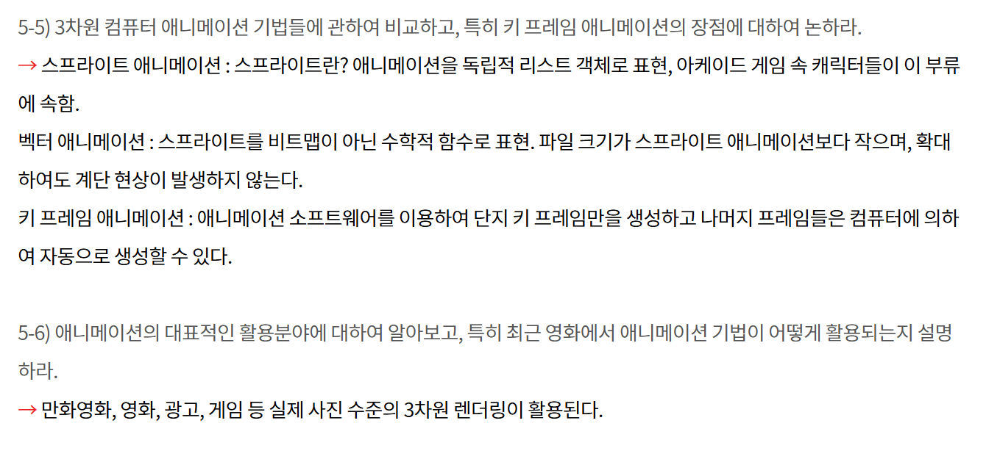 5-5) 3차원 컴퓨터 애니메이션 기법들에 관하여 비교하고, 특히 키 프레임 애니메이션의 장점에 대하여 논하라.
→ 스프라이트 애니메이션 : 스프라이트란? 애니메이션을 독립적 리스트 객체로 표현, 아케이드 게임 속 캐릭터들이 이 부류
에 속함.
벡터 애니메이션 : 스프라이트를 비트맵이 아닌 수학적 함수로 표현. 파일 크기가 스프라이트 애니메이션보다 작으며, 확대
하여도 계단 현상이 발생하지 않는다.
키 프레임 애니메이션 : 애니메이션 소프트웨어를 이용하여 단지 키 프레임만을 생성하고 나머지 프레임들은 컴퓨터에 의하
여 자동으로 생성할 수 있다.
5-6) 애니메이션의 대표적인 활용분야에 대하여 알아보고, 특히 최근 영화에서 애니메이션 기법이 어떻게 활용되는지 설명
하라.
→ 만화영화, 영화, 광고, 게임 등 실제 사진 수준의 3차원 렌더링이 활용된다.